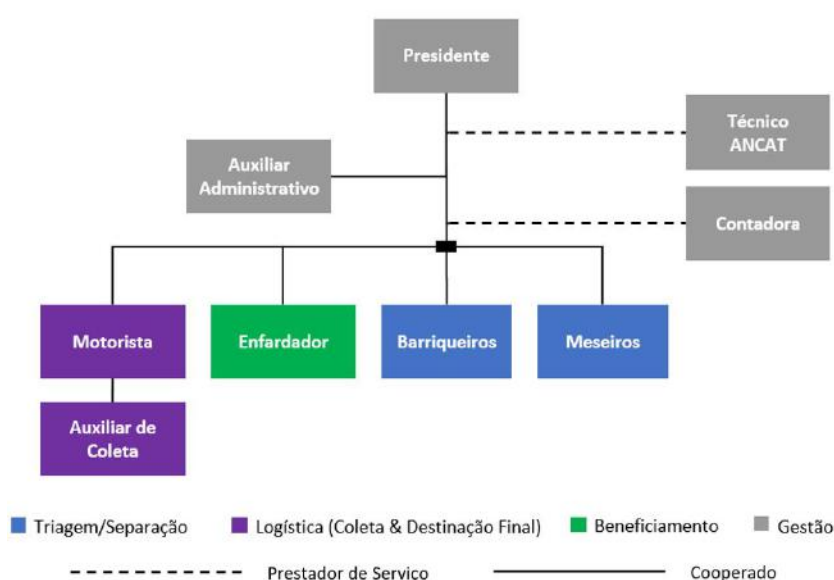 Presidente
Técnico
ANCAT
Auxiliar
Administrativo
Contadora
Motorista
Enfardador
Barriqueiros
Meseiros
Auxiliar de
Coleta
Triagem/Separação
Logística (Coleta & Destinação Final)
Beneficiamento
Gestão
Prestador de Serviço
Cooperado